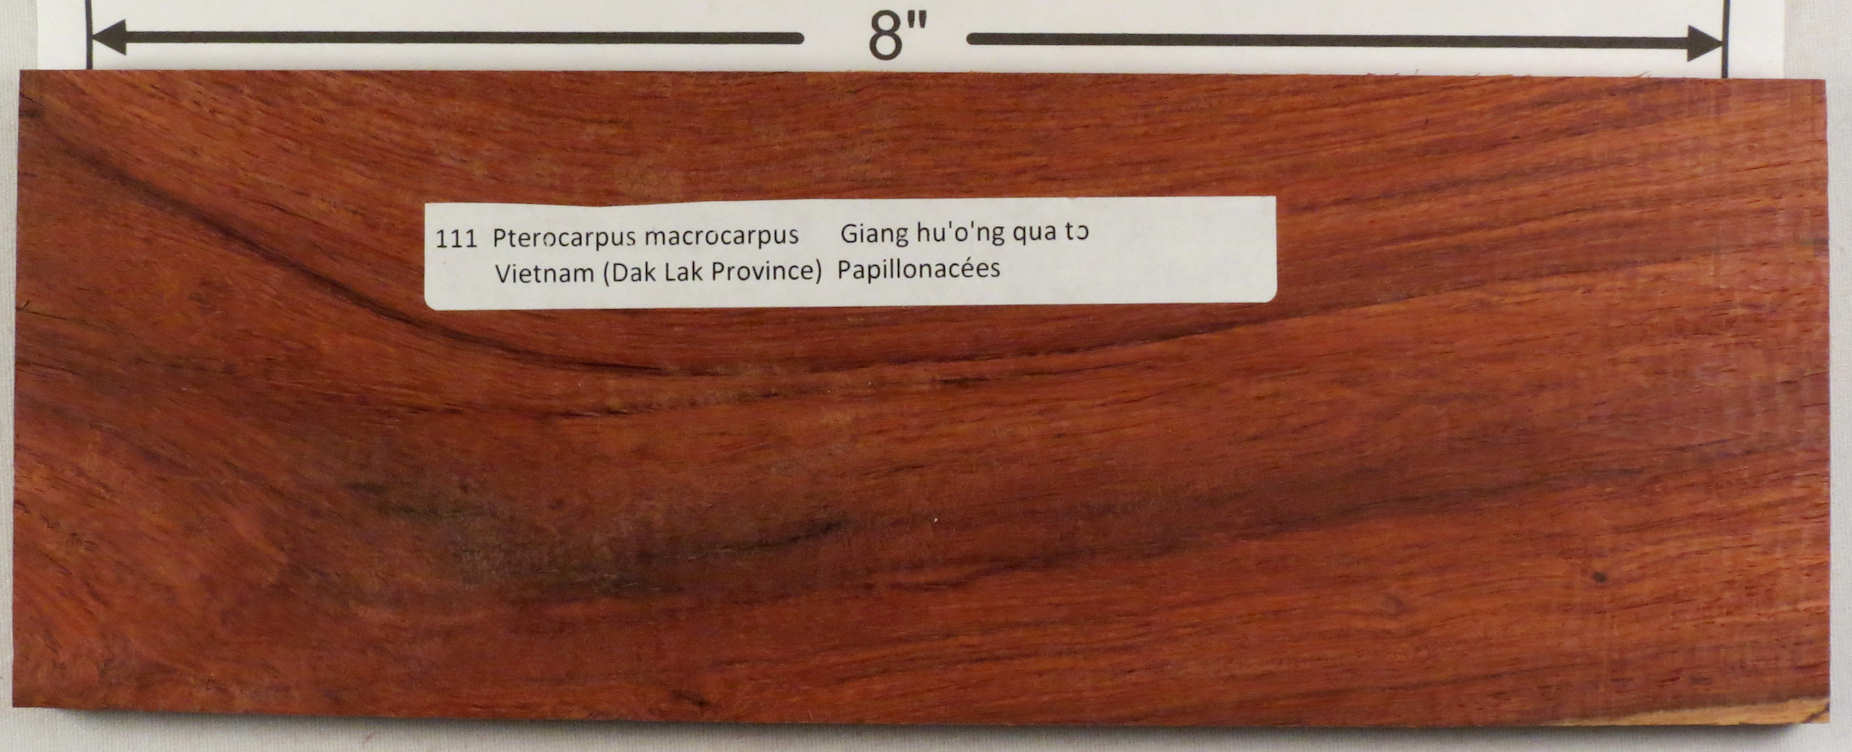 8"
111 Pterocarpus macrocarpus Giang hu'o'ng qua tɔ
Vietnam (Dak Lak Province) Papillonacées